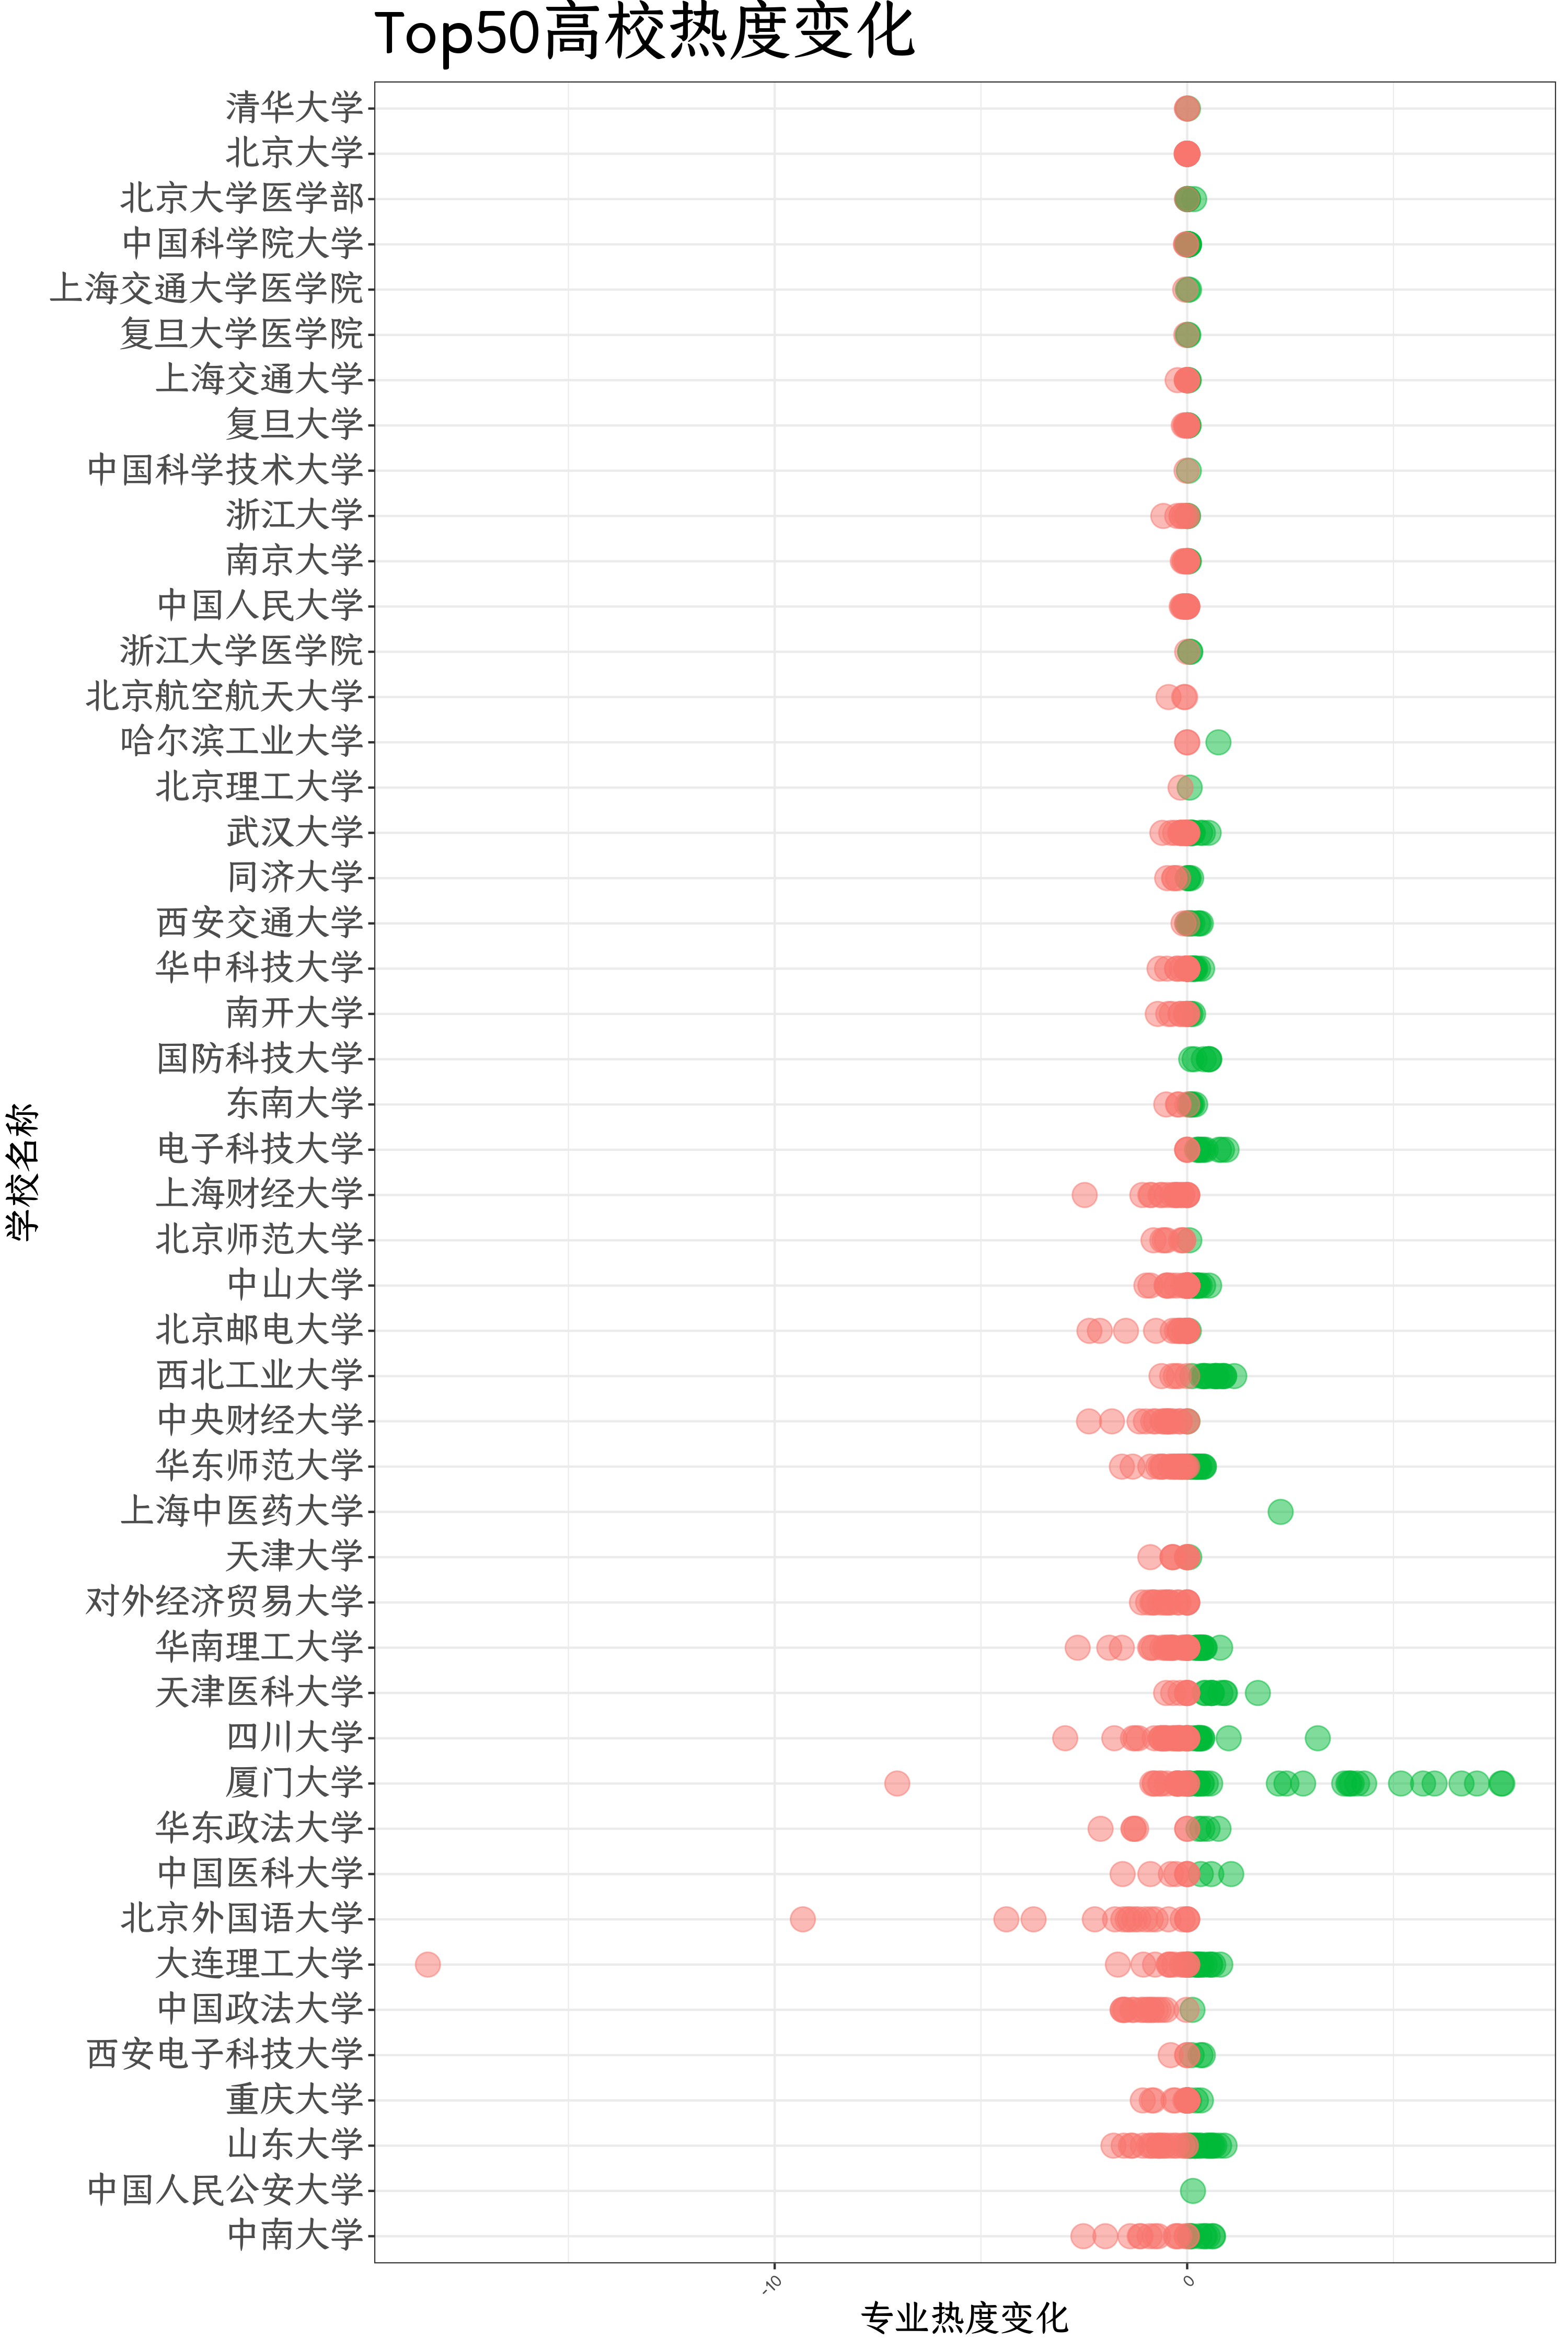 Top50高校热度变化
清华大学
北京大学
北京大学医学部
中国科学院大学
上海交通大学医学院
复旦大学医学院
上海交通大学
复旦大学
中国科学技术大学
浙江大学
南京大学
中国人民大学
浙江大学医学院
北京航空航天大学
哈尔滨工业大学
北京理工大学
武汉大学
同济大学
西安交通大学
华中科技大学
南开大学
国防科技大学
东南大学
电子科技大学
上海财经大学
北京师范大学
中山大学
北京邮电大学
西北工业大学
中央财经大学
华东师范大学
上海中医药大学
天津大学
对外经济贸易大学
华南理工大学
天津医科大学
四川大学
厦门大学
华东政法大学
中国医科大学
北京外国语大学
大连理工大学
中国政法大学
西安电子科技大学
重庆大学
山东大学
中国人民公安大学
中南大学
学校名称
-10
0
专业热度变化